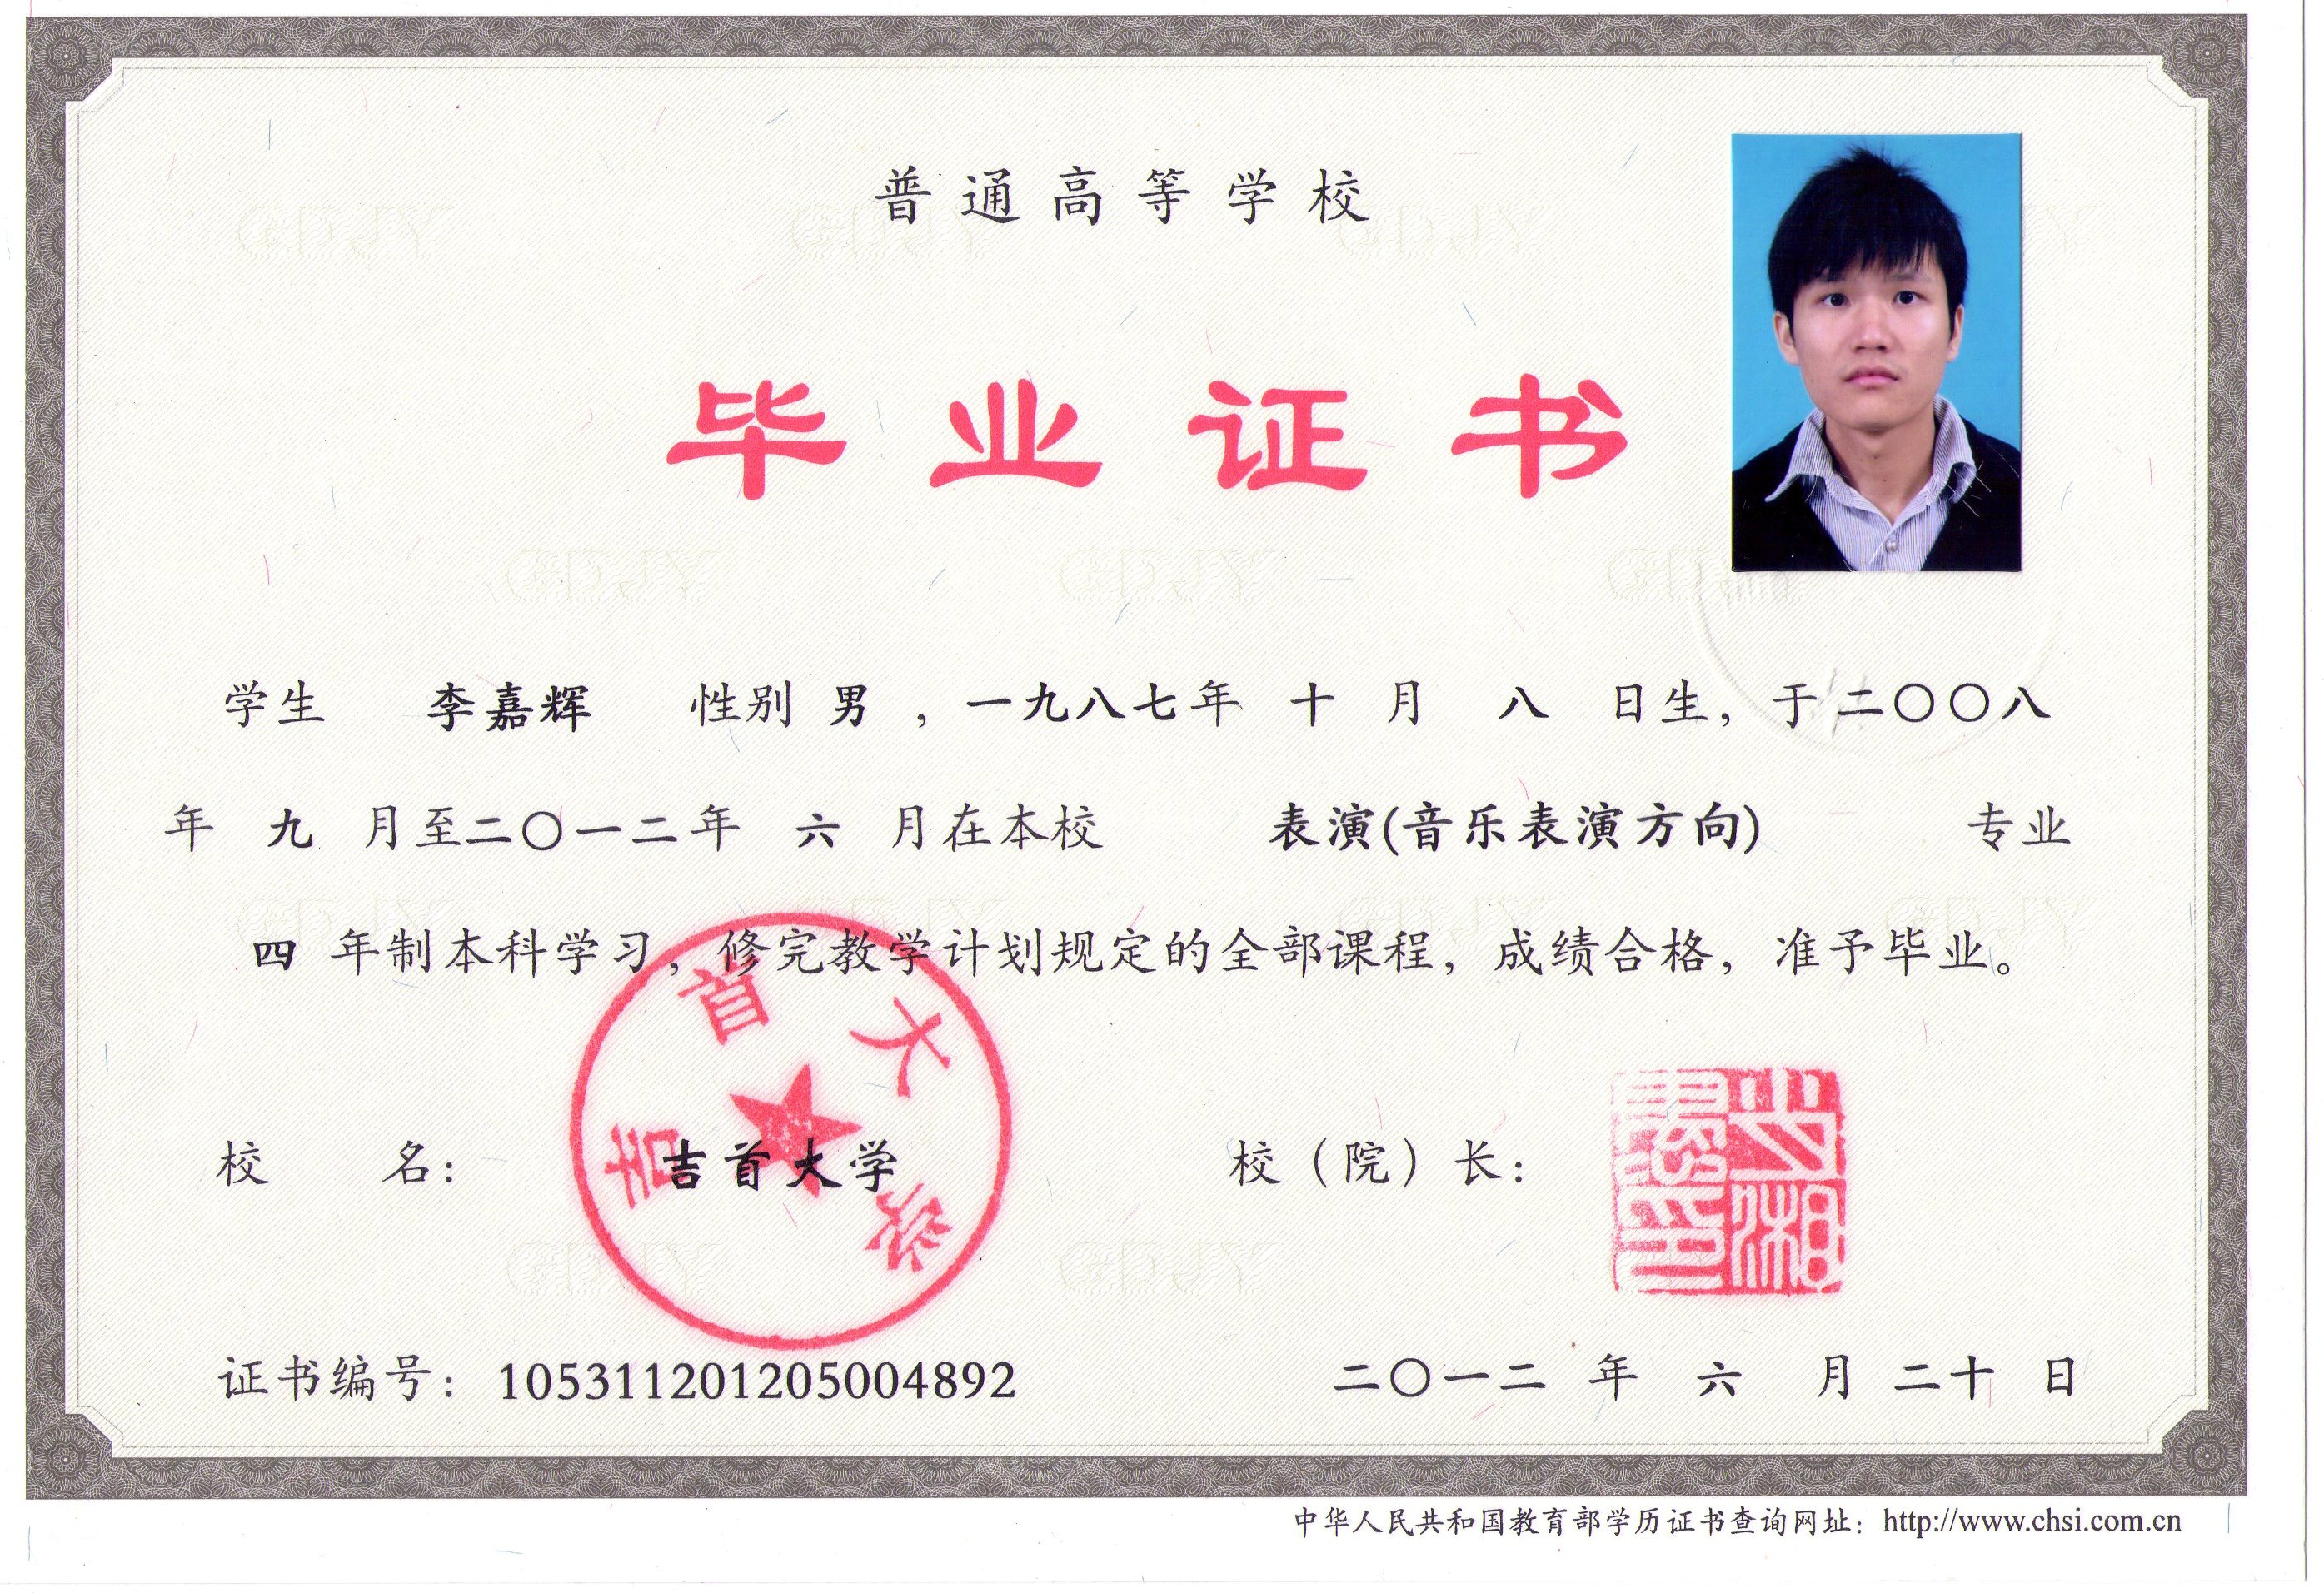 普通高等学校
毕业证书
学生 李嘉辉 性别 男 ，一九八七年 十 月 八 日生，于二〇〇八
年 九 月至二〇一二年 六 月在本校 表演(音乐表演方向) 专业
四 年制本科学习，修完教学计划规定的全部课程，成绩合格，准予毕业。
吉首大学
校 名： 吉首大学 校（院）长：
证书编号：105311201205004892 二〇一二 年 六 月 二十 日
中华人民共和国教育部学历证书查询网址：http://www.chsi.com.cn